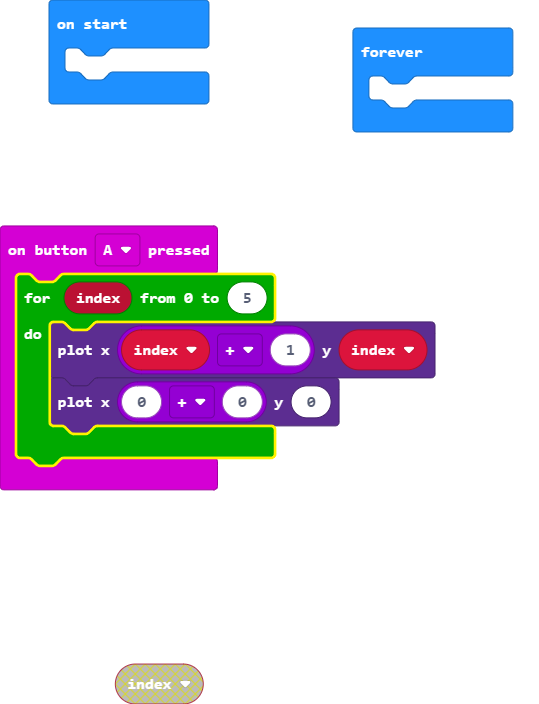 on start
forever
on button A pressed
for index from 0 to 5
do
plot x index + 1 y index
plot x 0 + 0 y 0
index